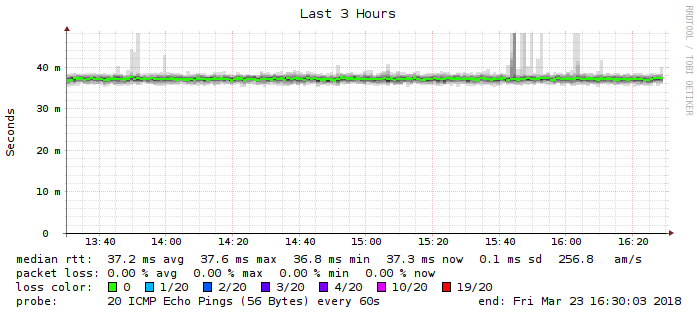 Last 3 Hours
RRDTOOL / TOBI OETIKER
Seconds
40 m
30 m
20 m
10 m
0
13:40 14:00 14:20 14:40 15:00 15:20 15:40 16:00 16:20
median rtt: 37.2 ms avg 37.6 ms max 36.8 ms min 37.3 ms now 0.1 ms sd 256.8 am/s
packet loss: 0.00 % avg 0.00 % max 0.00 % min 0.00 % now
loss color: 0 1/20 2/20 3/20 4/20 10/20 19/20
probe: 20 ICMP Echo Pings (56 Bytes) every 60s end: Fri Mar 23 16:30:03 2018